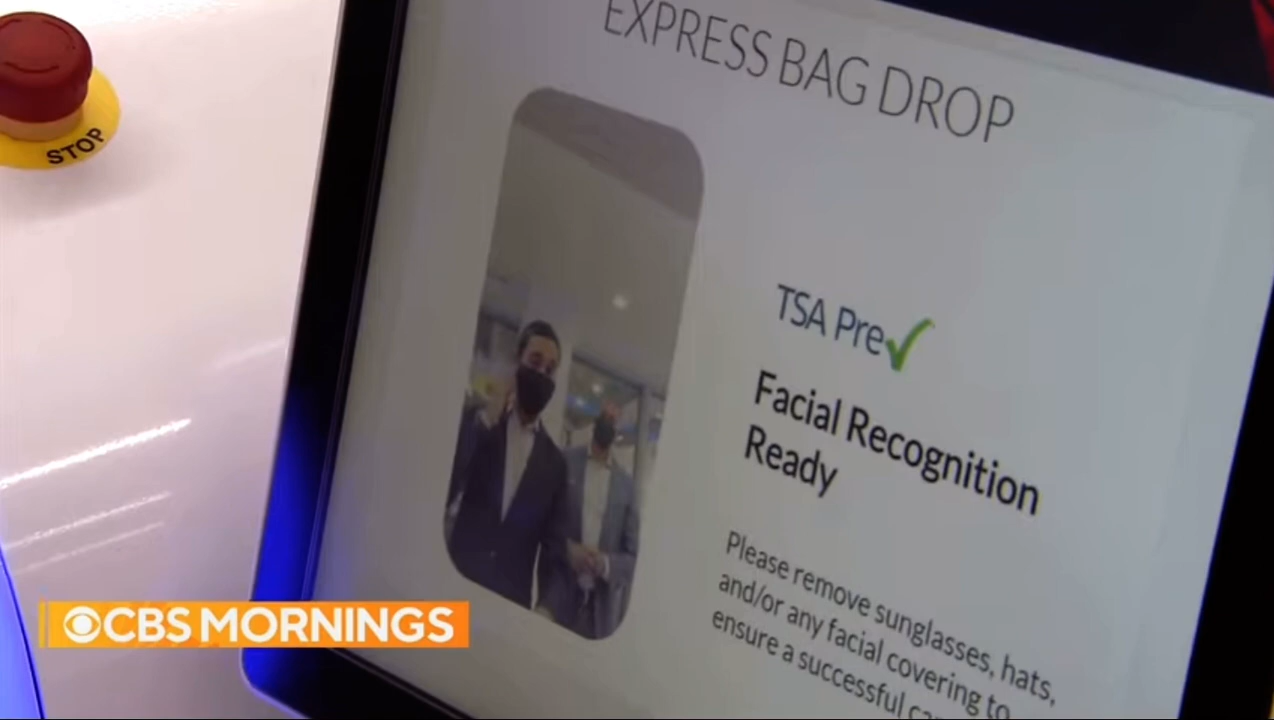 EXPRESS BAG DROP
STOP
TSA Pre
Facial Recognition
Ready
Please remove sunglasses, hats,
and/or any facial covering to
ensure a successful
CBS MORNINGS